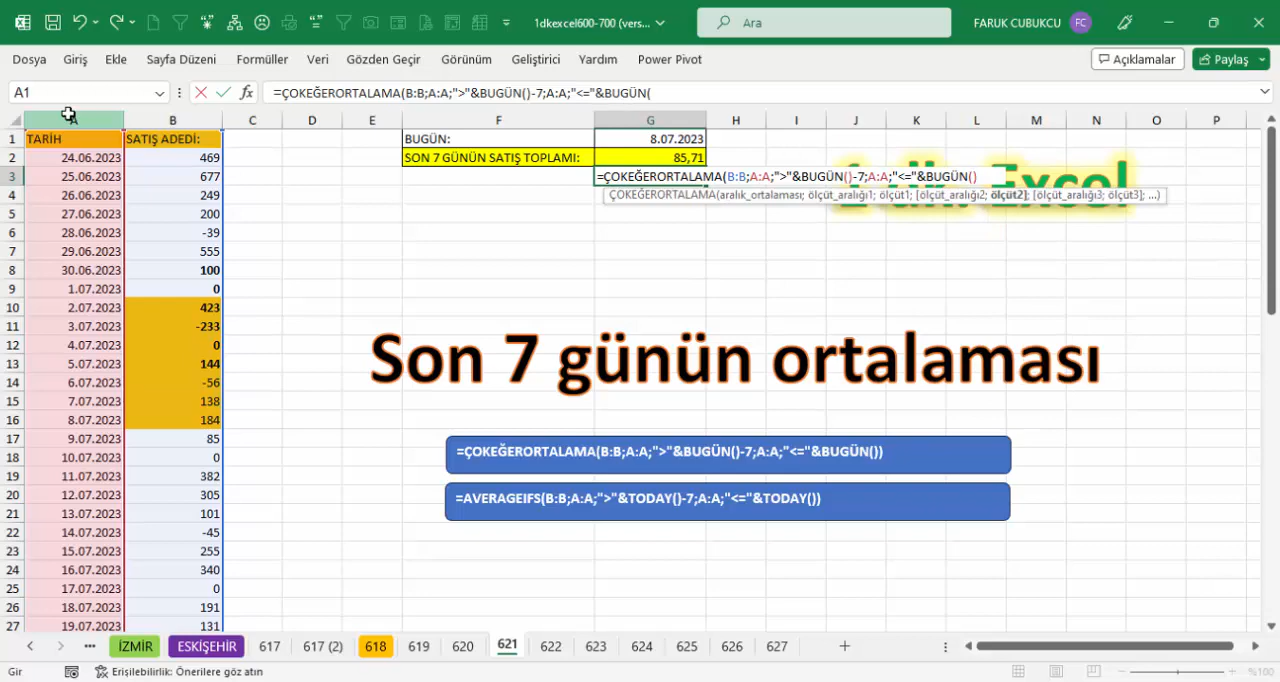 1dkexcel600-700 (vers...
Ara
FARUK CUBUKCU
FC
Dosya Giriş Ekle Sayfa Düzeni Formüller Veri Gözden Geçir Görünüm Geliştirici Yardım Power Pivot Açıklamalar Paylaş
A1 fx =ÇOKEĞERORTALAMA(B:B;A:A;">"&BUGÜN()-7;A:A;"<="&BUGÜN(
A B C D E F G H I J K L M N O P
1 TARİH SATIŞ ADEDİ: BUGÜN: 8.07.2023
2 24.06.2023 469 SON 7 GÜNÜN SATIŞ TOPLAMI: 85,71
3 25.06.2023 677 =ÇOKEĞERORTALAMA(B:B;A:A;">"&BUGÜN()-7;A:A;"<="&BUGÜN()
Excel
4 26.06.2023 249 ÇOKEĞERORTALAMA(aralık_ortalaması; ölçüt_aralığı1; ölçüt1; [ölçüt_aralığı2; ölçüt2]; [ölçüt_aralığı3; ölçüt3]; ...)
5 27.06.2023 200
6 28.06.2023 -39
7 29.06.2023 555
8 30.06.2023 100
9 1.07.2023 0
10 2.07.2023 423
11 3.07.2023 -233
12 4.07.2023 0
13 5.07.2023 144
Son 7 günün ortalaması
14 6.07.2023 -56
15 7.07.2023 138
16 8.07.2023 184
17 9.07.2023 85
=ÇOKEĞERORTALAMA(B:B;A:A;">"&BUGÜN()-7;A:A;"<="&BUGÜN())
18 10.07.2023 0
19 11.07.2023 382
20 12.07.2023 305
=AVERAGEIFS(B:B;A:A;">"&TODAY()-7;A:A;"<="&TODAY())
21 13.07.2023 101
22 14.07.2023 -45
23 15.07.2023 255
24 16.07.2023 340
25 17.07.2023 0
26 18.07.2023 191
27 19.07.2023 131
İZMİR ESKİŞEHİR 617 617 (2) 618 619 620 621 622 623 624 625 626 627
Gir Erişilebilirlik: Önerilere göz atın %100